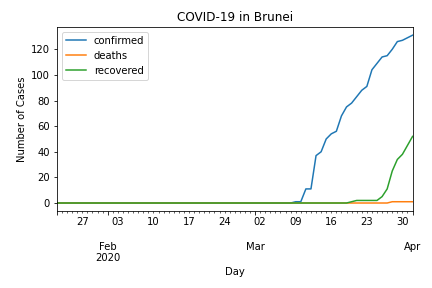 COVID-19 in Brunei
confirmed
deaths
recovered
Number of Cases
120
100
80
60
40
20
0
27 03 10 17 24 02 09 16 23 30
Feb Mar Apr
2020
Day